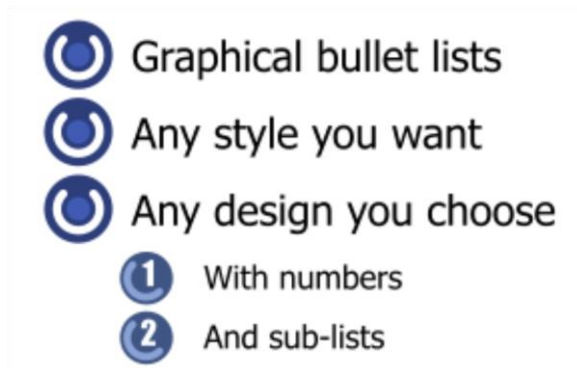 Graphical bullet lists
Any style you want
Any design you choose
1 With numbers
2 And sub-lists